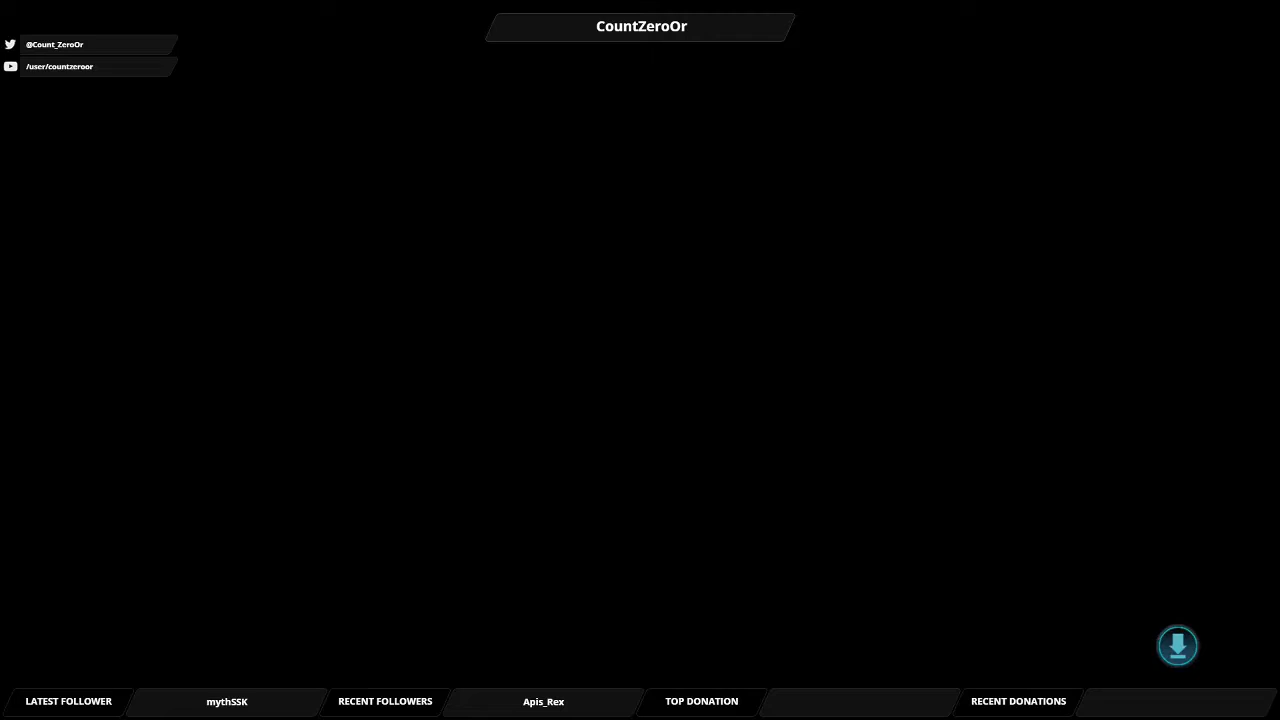 CountZeroOr
@Count_ZeroOr
/user/countzeroor
LATEST FOLLOWER
mythSSK
RECENT FOLLOWERS
Apis_Rex
TOP DONATION
RECENT DONATIONS